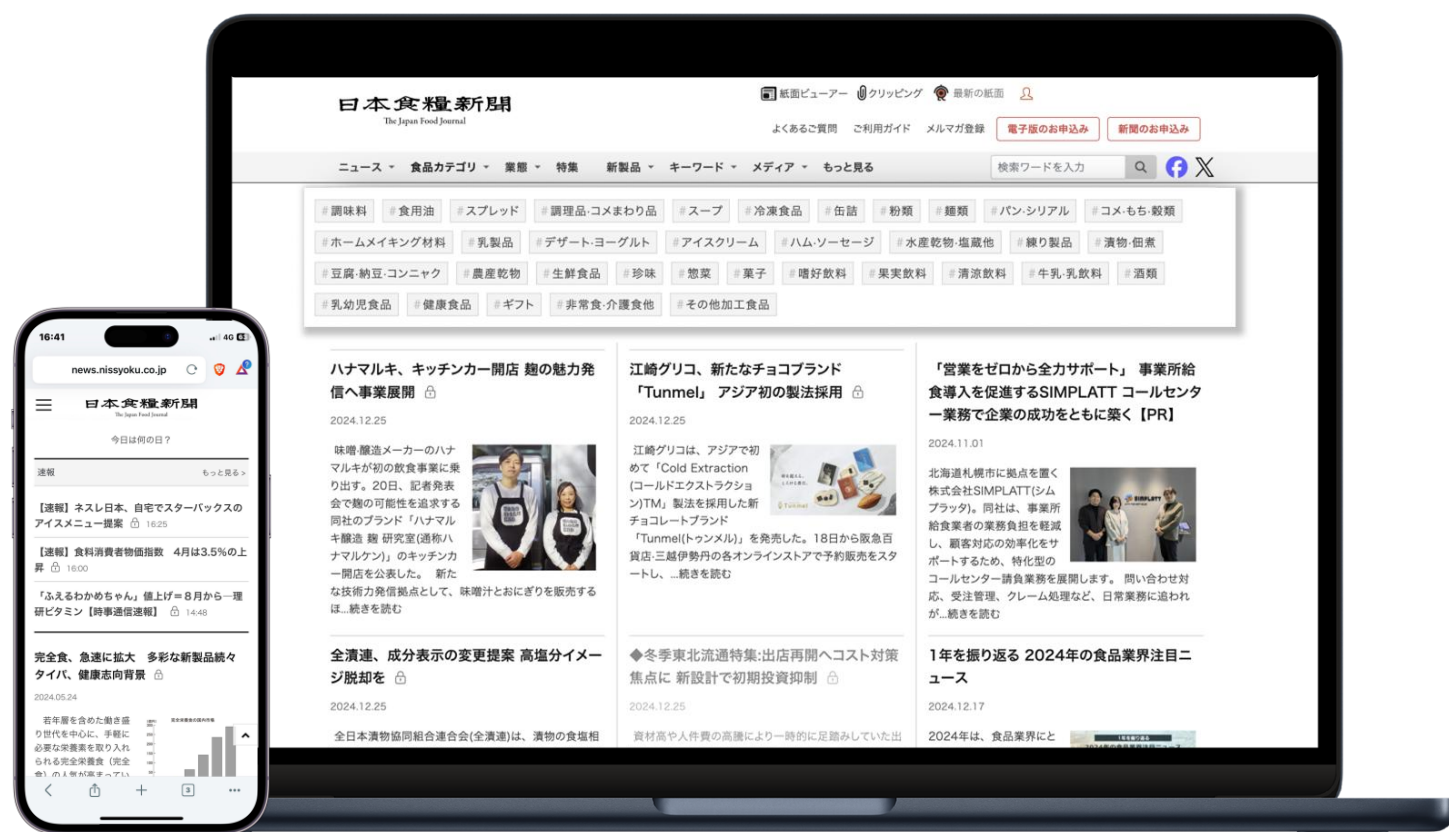 日本食糧新聞
The Japan Food Journal
紙面ビューアー クリッピング 最新の紙面
よくあるご質問 ご利用ガイド メルマガ登録 電子版のお申込み 新聞のお申込み
ニュース 食品カテゴリ 業態 特集 新製品 キーワード メディア もっと見る 検索ワードを入力
#調味料 #食用油 #スプレッド #調理品·コメまわり品 #スープ #冷凍食品 #缶詰 #粉類 #麺類 #パン·シリアル #コメ·もち·穀類
#ホームメイキング材料 #乳製品 #デザート·ヨーグルト #アイスクリーム #ハム·ソーセージ #水産乾物·塩蔵他 #練り製品 #漬物·佃煮
#豆腐·納豆·コンニャク #農産乾物 #生鮮食品 #珍味 #惣菜 #菓子 #嗜好飲料 #果実飲料 #清涼飲料 #牛乳·乳飲料 #酒類
#乳幼児食品 #健康食品 #ギフト #非常食·介護食他 #その他加工食品
ハナマルキ、キッチンカー開店 麹の魅力発
信へ事業展開
2024.12.25
味噌·醸造メーカーのハナ
マルキが初の飲食事業に乗
り出す。20日、記者発表
会で麹の可能性を追求する
同社のブランド「ハナマル
キ醸造 麹 研究室(通称ハ
ナマルケン)」のキッチンカ
ー開店を公表した。 新た
な技術力発信拠点として、味噌汁とおにぎりを販売する
ほ...続きを読む
江崎グリコ、新たなチョコブランド
「Tunmel」 アジア初の製法採用
2024.12.25
江崎グリコは、アジアで初
めて「Cold Extraction
(コールドエクストラクショ
ン)TM」製法を採用した新
チョコレートブランド
「Tunmel(トゥンメル)」を発売した。18日から阪急百
貨店·三越伊勢丹の各オンラインストアで予約販売をスタ
ートし、...続きを読む
Tunmel
「営業をゼロから全力サポート」 事業所給
食導入を促進するSIMPLATT コールセンタ
ー業務で企業の成功をともに築く【PR】
2024.11.01
北海道札幌市に拠点を置く
株式会社SIMPLATT(シム
プラッタ)。同社は、事業所
給食業者の業務負担を軽減
し、顧客対応の効率化をサ
ポートするため、特化型の
コールセンター請負業務を展開します。 問い合わせ対
応、受注管理、クレーム処理など、日常業務に追われ
が...続きを読む
SIMPLATT
全漬連、成分表示の変更提案 高塩分イメー
ジ脱却を
2024.12.25
全日本漬物協同組合連合会(全漬連)は、漬物の食塩相
◆冬季東北流通特集:出店再開へコスト対策
焦点に 新設計で初期投資抑制
2024.12.25
資材高や人件費の高騰により一時的に足踏みしていた出
1年を振り返る 2024年の食品業界注目ニ
ュース
2024.12.17
2024年は、食品業界にと
1年を振り返る
2024年の食品業界注目ニュース
16:41 4G
news.nissyoku.co.jp
日本食糧新聞
The Japan Food Journal
今日は何の日？
速報 もっと見る >
【速報】ネスレ日本、自宅でスターバックスの
アイスメニュー提案 16:25
【速報】食料消費者物価指数 4月は3.5%の上
昇 16:00
「ふえるわかめちゃん」値上げ＝８月から―理
研ビタミン【時事通信速報】 14:48
完全食、急速に拡大 多彩な新製品続々
タイパ、健康志向背景
2024.05.24
若年層を含めた働き盛
り世代を中心に、手軽に
必要な栄養素を取り入れ
られる完全栄養食（完全
食）の人気が高まってい
完全栄養食の国内市場
3